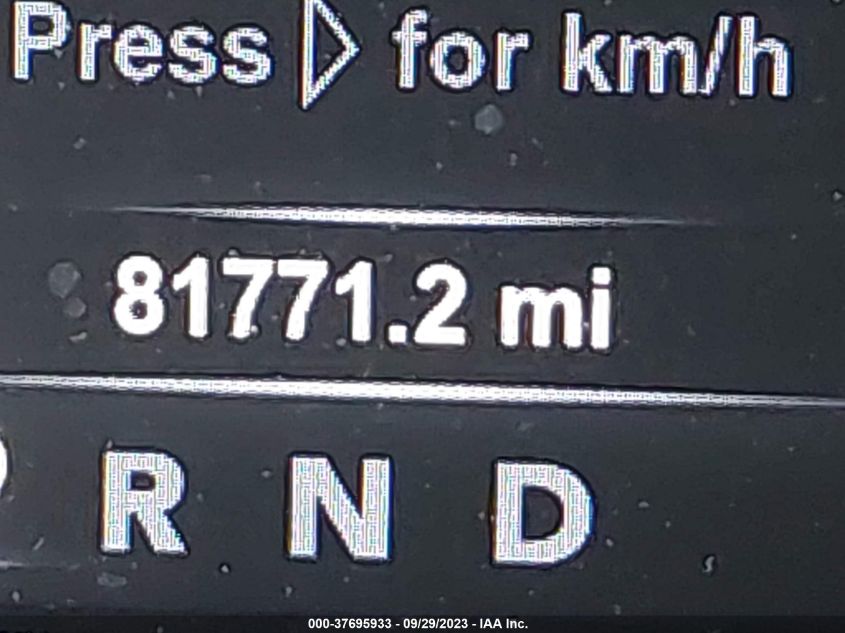 Press ▷ for km/h
81771.2 mi
R N D
000-37695933 - 09/29/2023 - IAA Inc.